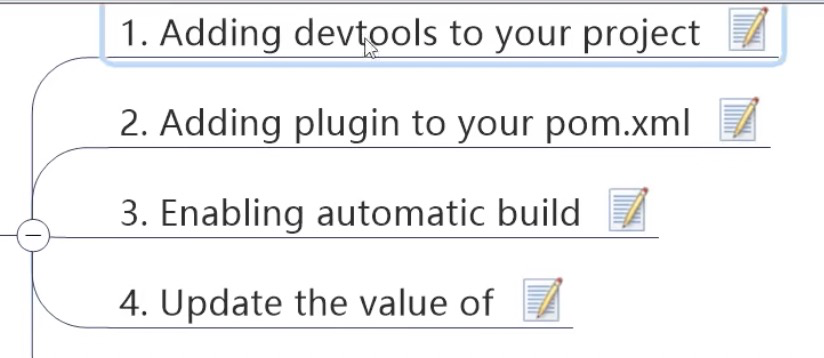 1. Adding devtools to your project
2. Adding plugin to your pom.xml
3. Enabling automatic build
4. Update the value of